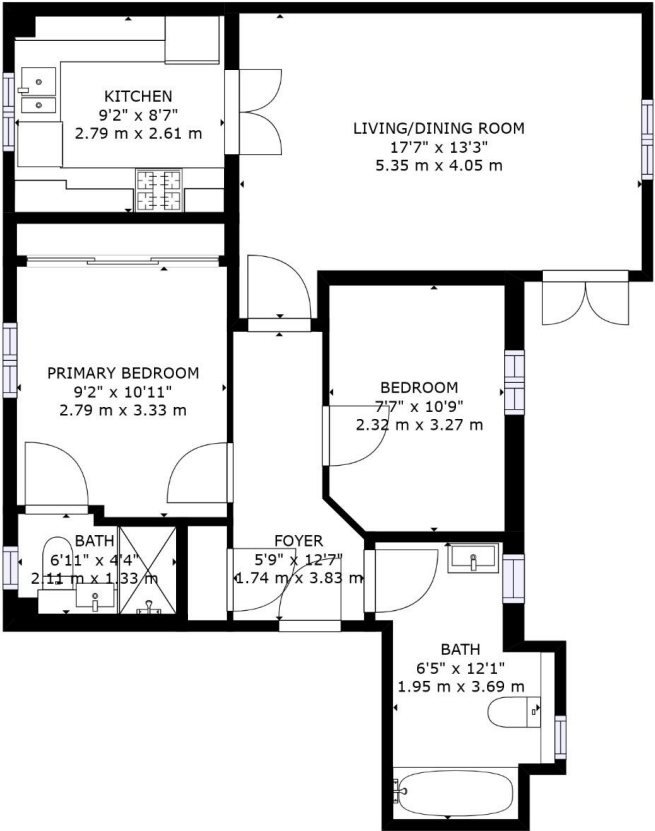 KITCHEN
9'2" x 8'7"
2.79 m x 2.61 m
LIVING/DINING ROOM
17'7" x 13'3"
5.35 m x 4.05 m
PRIMARY BEDROOM
9'2" x 10'11"
2.79 m x 3.33 m
BEDROOM
7'7" x 10'9"
2.32 m x 3.27 m
BATH
6'11" x 4'4"
2.11 m x 1.33 m
FOYER
5'9" x 12'7"
1.74 m x 3.83 m
BATH
6'5" x 12'1"
1.95 m x 3.69 m